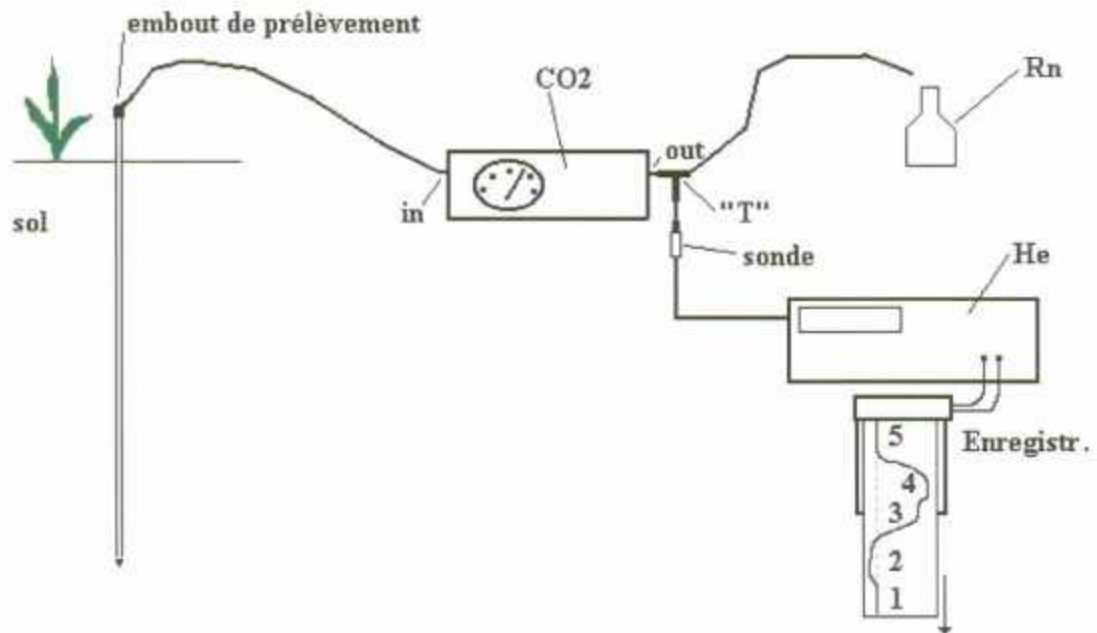 embout de prélèvement
CO2
Rn
out
in
"T"
sol
sonde
He
Enregistr.
5
4
3
2
1